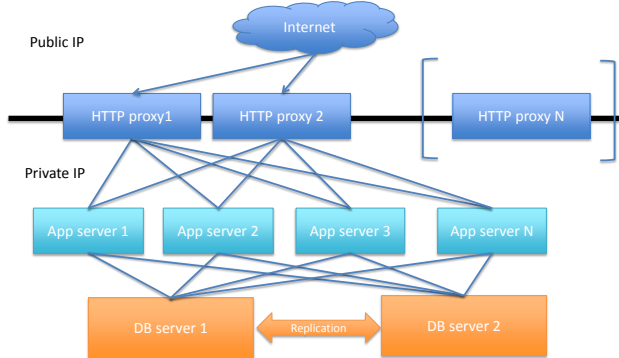 Internet
Public IP
HTTP proxy1
HTTP proxy 2
HTTP proxy N
Private IP
App server 1
App server 2
App server 3
App server N
DB server 1
Replication
DB server 2